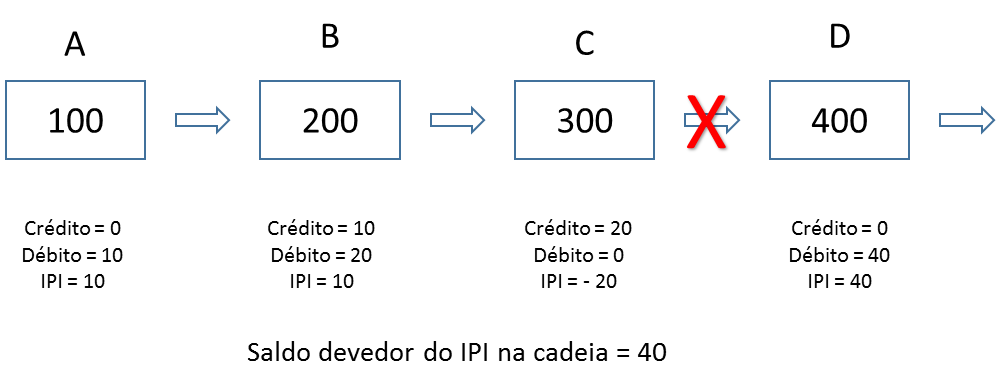 A
B
C
D
100
200
300
400
Crédito = 0
Débito = 10
IPI = 10
Crédito = 10
Débito = 20
IPI = 10
Crédito = 20
Débito = 0
IPI = - 20
Crédito = 0
Débito = 40
IPI = 40
Saldo devedor do IPI na cadeia = 40